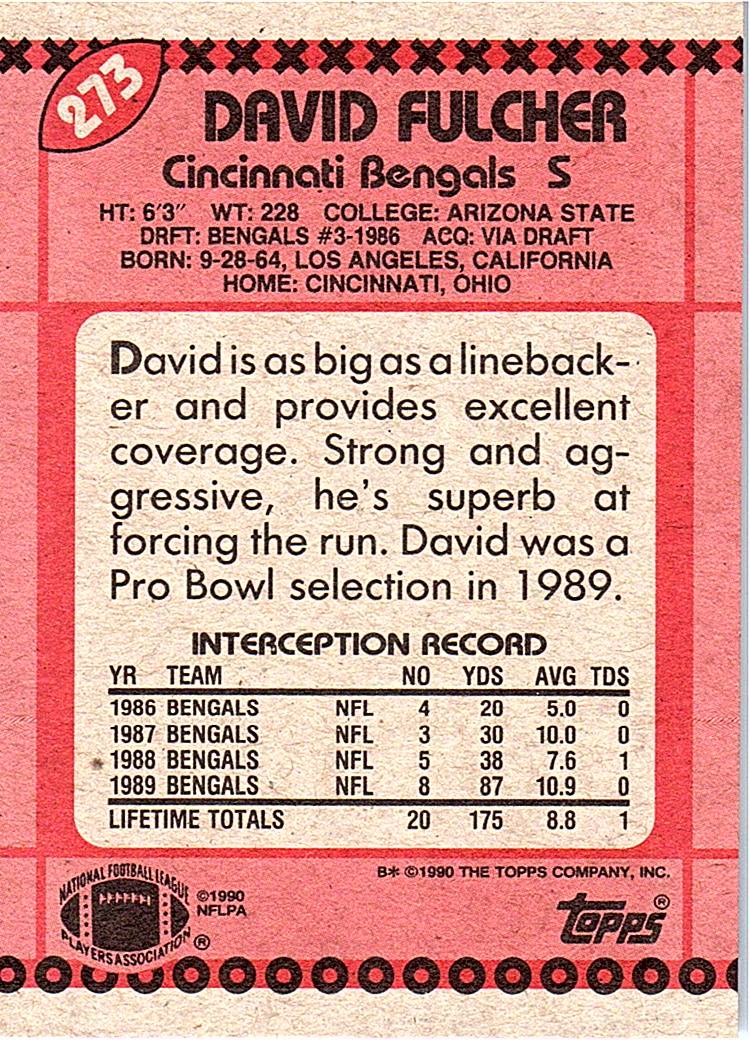 273
DAVID FULCHER
Cincinnati Bengals S
HT: 6'3" WT: 228 COLLEGE: ARIZONA STATE
DRFT: BENGALS #3-1986 ACQ: VIA DRAFT
BORN: 9-28-64, LOS ANGELES, CALIFORNIA
HOME: CINCINNATI, OHIO
David is as big as a lineback-
er and provides excellent
coverage. Strong and ag-
gressive, he's superb at
forcing the run. David was a
Pro Bowl selection in 1989.
INTERCEPTION RECORD
YR TEAM NO YDS AVG TDS
1986 BENGALS NFL 4 20 5.0 0
1987 BENGALS NFL 3 30 10.0 0
1988 BENGALS NFL 5 38 7.6 1
1989 BENGALS NFL 8 87 10.9 0
LIFETIME TOTALS 20 175 8.8 1
B* ©1990 THE TOPPS COMPANY, INC.
NATIONAL FOOTBALL LEAGUE
PLAYERS ASSOCIATION ®
©1990
NFLPA
topps®